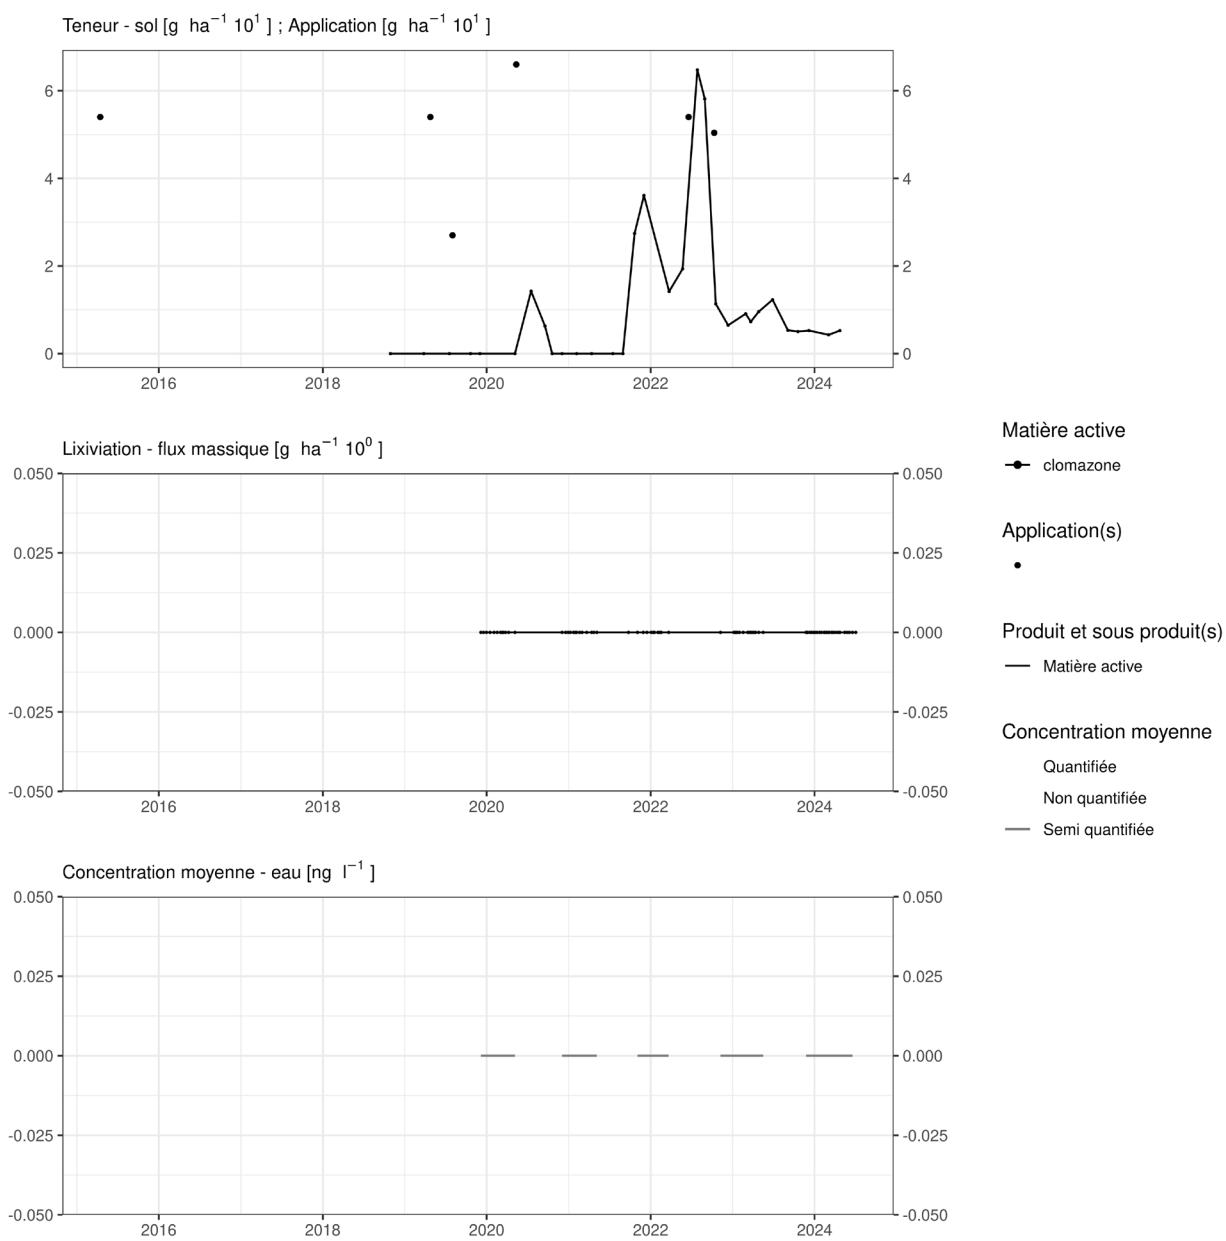 Teneur - sol [g ha⁻¹ 10¹ ] ; Application [g ha⁻¹ 10¹ ]
6 6
4 4
2 2
0 0
2016 2018 2020 2022 2024
Lixiviation - flux massique [g ha⁻¹ 10⁰ ]
0.050 0.050
0.025 0.025
0.000 0.000
-0.025 -0.025
-0.050 -0.050
2016 2018 2020 2022 2024
Concentration moyenne - eau [ng l⁻¹ ]
0.050 0.050
0.025 0.025
0.000 0.000
-0.025 -0.025
-0.050 -0.050
2016 2018 2020 2022 2024
Matière active
clomazone
Application(s)
Produit et sous produit(s)
Matière active
Concentration moyenne
Quantifiée
Non quantifiée
Semi quantifiée